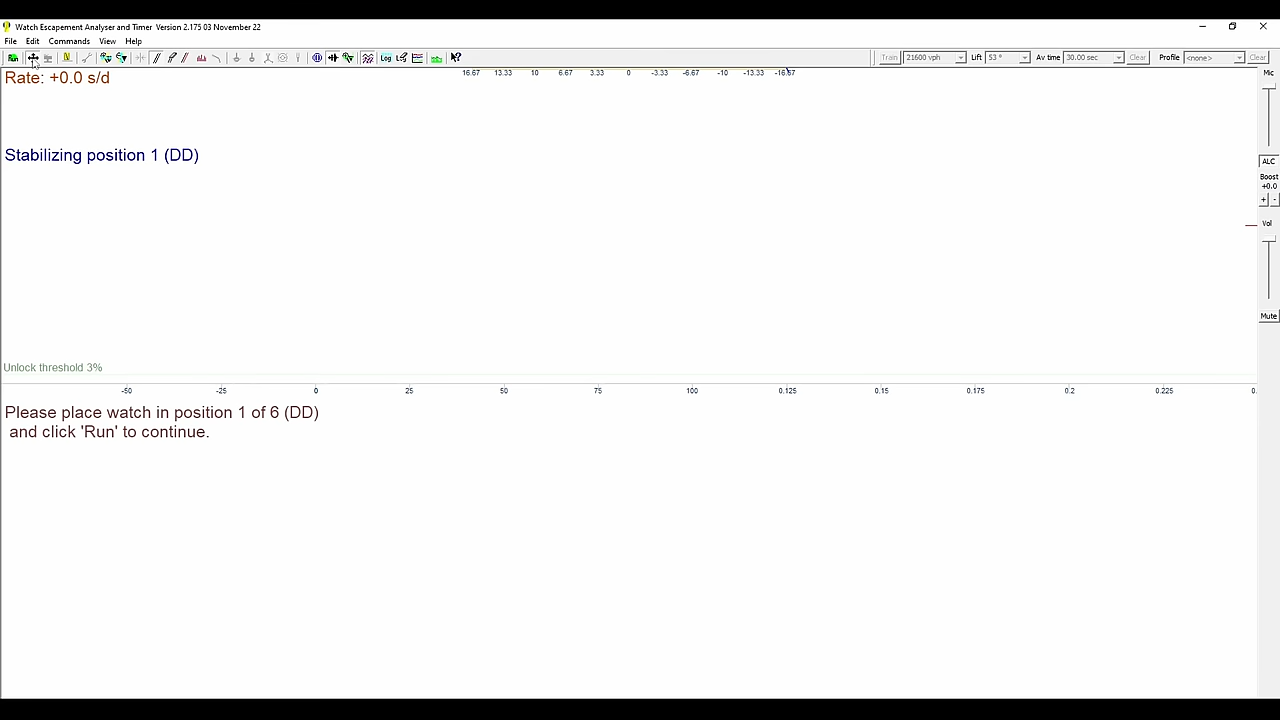 Watch Escapement Analyser and Timer Version 2.175 03 November 22
File Edit Commands View Help
Log Train 21600 vph Lift 53 ° Av time 30.00 sec Clear Profile <none> Clear
Rate: +0.0 s/d
16.67 13.33 10 6.67 3.33 0 -3.33 -6.67 -10 -13.33 -16.67
Mic
Stabilizing position 1 (DD)
ALC
Boost
+0.0
+ -
Vol
Mute
Unlock threshold 3%
-50 -25 0 25 50 75 100 0.125 0.15 0.175 0.2 0.225 0.
Please place watch in position 1 of 6 (DD)
and click 'Run' to continue.